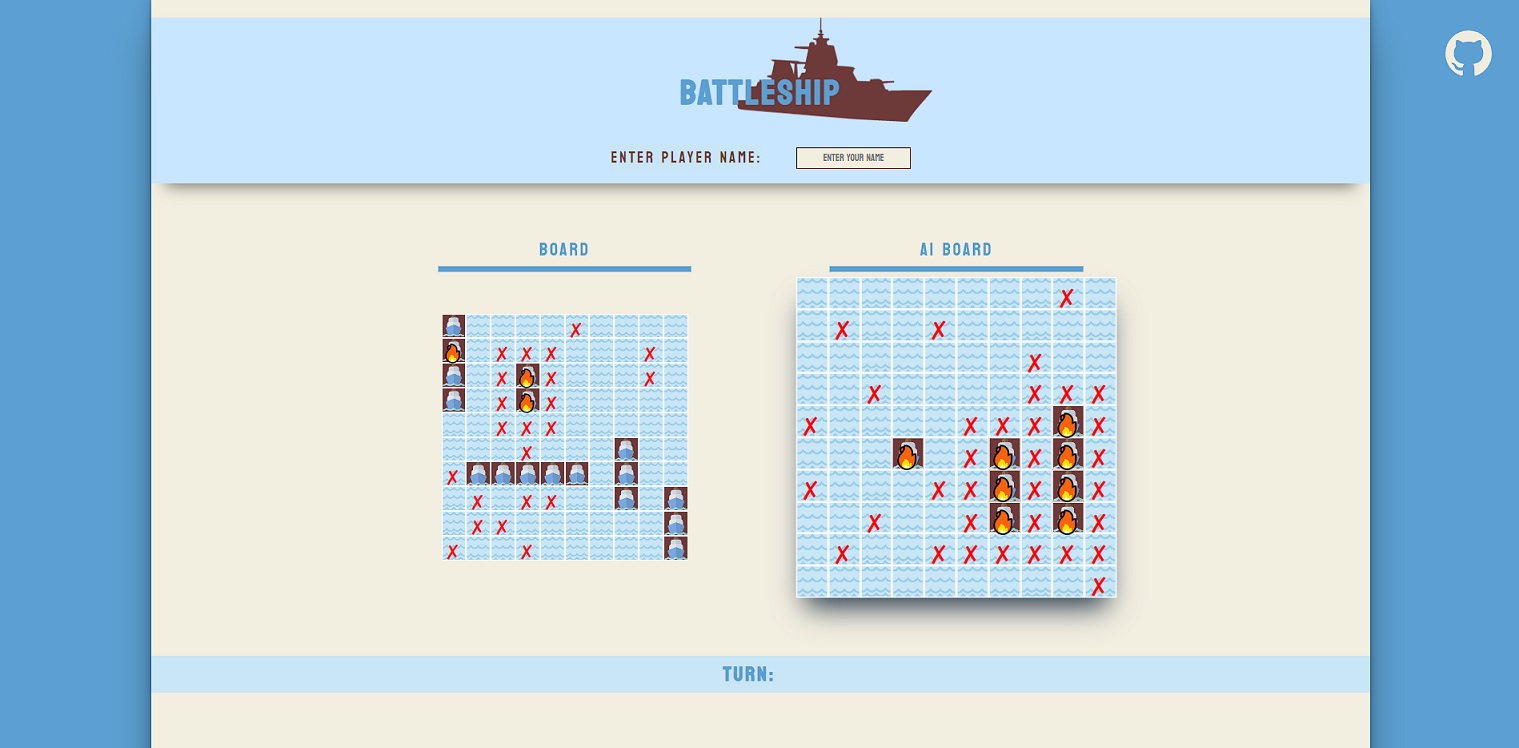 BATTLESHIP
ENTER PLAYER NAME:
ENTER YOUR NAME
BOARD
AI BOARD
TURN: